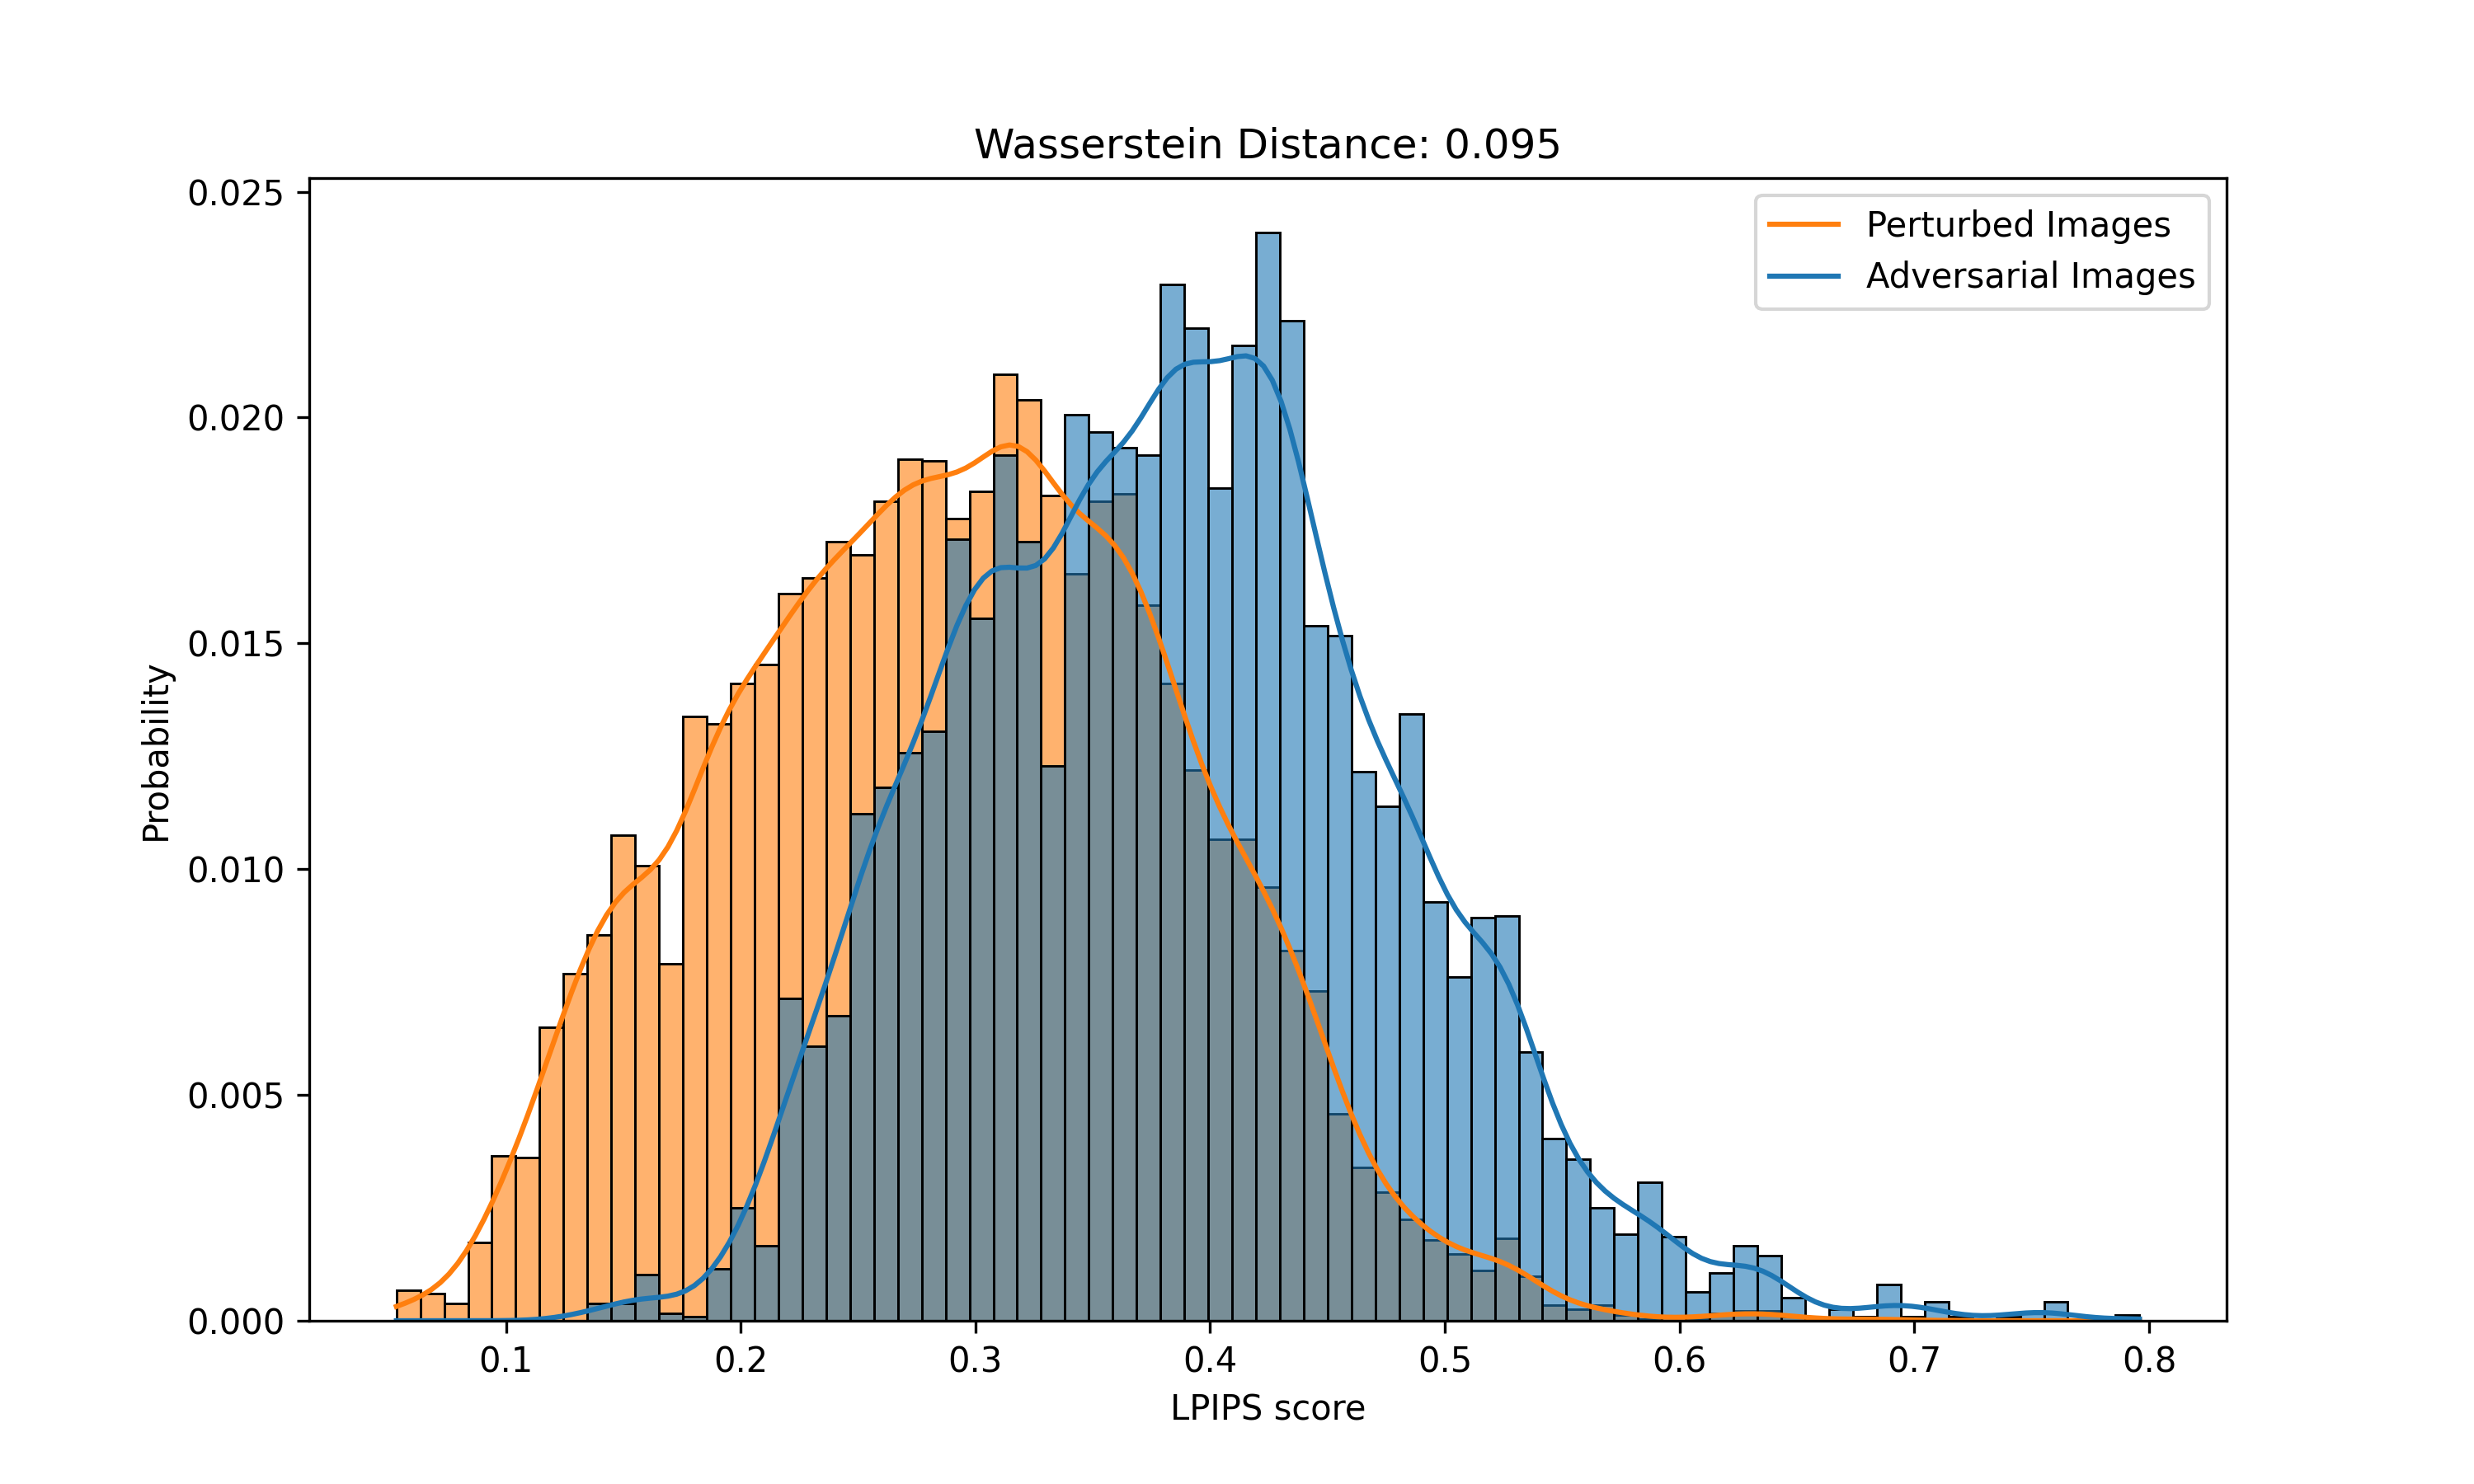 Wasserstein Distance: 0.095
Perturbed Images
Adversarial Images
0.025
0.020
0.015
0.010
0.005
0.000
Probability
0.1 0.2 0.3 0.4 0.5 0.6 0.7 0.8
LPIPS score